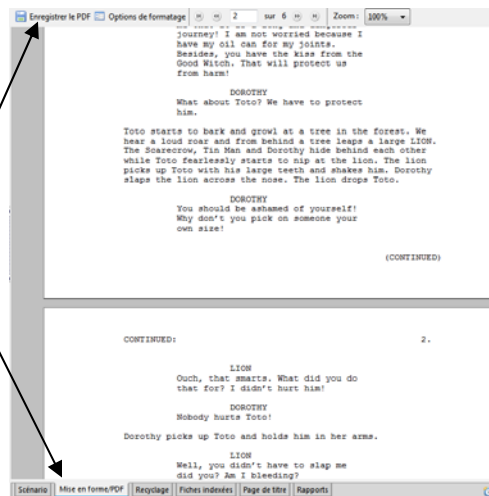 Enregistrer le PDF Options de formatage 2 sur 6 Zoom: 100%
journey! I am not worried because I
have my oil can for my joints.
Besides, you have the kiss from the
Good Witch. That will protect us
from harm!
DOROTHY
What about Toto? We have to protect
him.
Toto starts to bark and growl at a tree in the forest. We
hear a loud roar and from behind a tree leaps a large LION.
The Scarecrow, Tin Man and Dorothy hide behind each other
while Toto fearlessly starts to nip at the lion. The lion
picks up Toto with his large teeth and shakes him. Dorothy
slaps the lion across the nose. The lion drops Toto.
DOROTHY
You should be ashamed of yourself!
Why don't you pick on someone your
own size!
(CONTINUED)
CONTINUED: 2.
LION
Ouch, that smarts. What did you do
that for? I didn't hurt him!
DOROTHY
Nobody hurts Toto!
Dorothy picks up Toto and holds him in her arms.
LION
Well, you didn't have to slap me
did you? Am I bleeding?
Scénario Mise en forme/PDF Recyclage Fiches indexées Page de titre Rapports